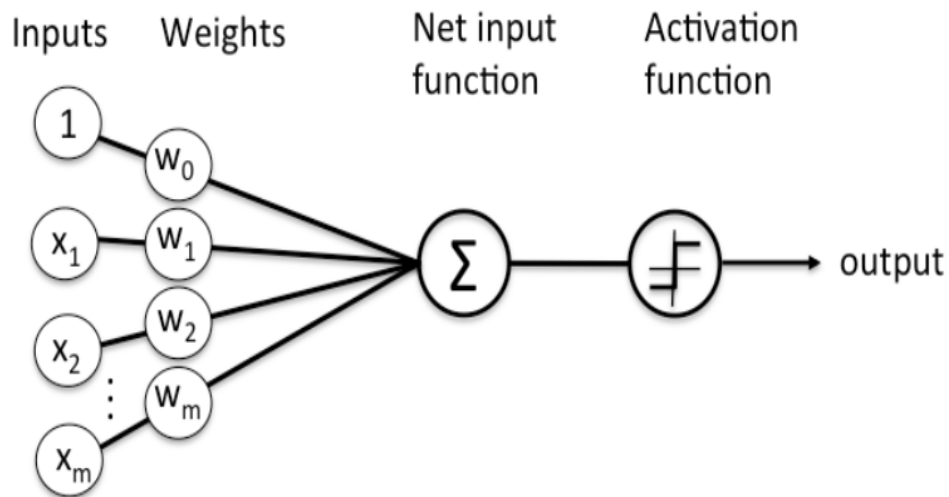 Inputs Weights Net input function Activation function
1
w₀
x₁ w₁
Σ
output
x₂ w₂
⋮
xₘ wₘ